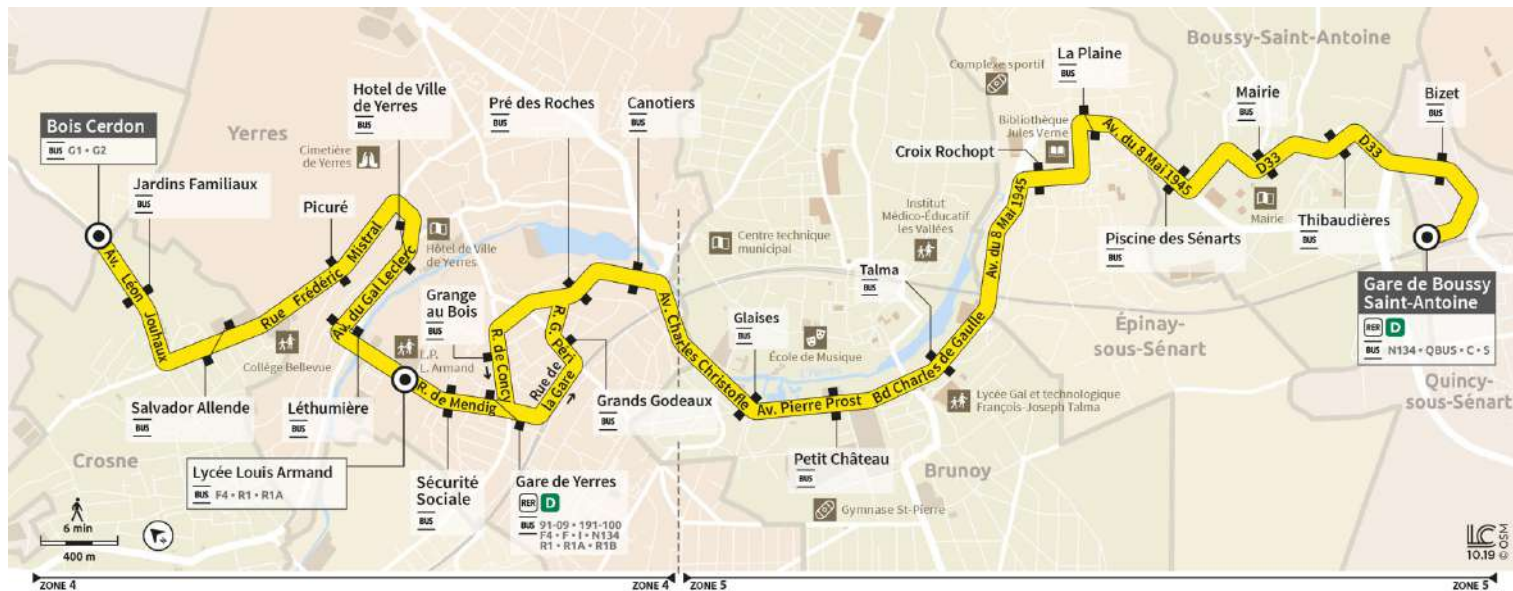 Boussy-Saint-Antoine
La Plaine
BUS
Complexe sportif
Hotel de Ville
de Yerres
BUS
Pré des Roches
BUS
Canotiers
BUS
Mairie
BUS
Bizet
BUS
Bois Cerdon
BUS G1 • G2
Yerres
Cimetière
de Yerres
Bibliothèque
Jules Verne
Croix Rochopt
BUS
Jardins Familiaux
BUS
Picuré
BUS
Av. du 8 Mai 1945
D33
D33
Mairie
Thibaudières
BUS
Piscine des Sénarts
BUS
Institut
Médico-Éducatif
les Vallées
Centre technique
municipal
Hôtel de Ville
de Yerres
Av. Léon Jouhaux
Rue Frédéric Mistral
Av. du Gal Leclerc
Grange
au Bois
BUS
Talma
BUS
Av. du 8 Mai 1945
Gare de Boussy
Saint-Antoine
RER D
BUS N134 • QBUS • C • S
Glaises
BUS
École de Musique
Épinay-
sous-Sénart
Collège Bellevue
L.P.
L. Armand
R. de Concy
R. G. Péri
Rue de
la Gare
Av. Charles Christofle
Av. Pierre Prost
Bd Charles de Gaulle
R. de Mendig
Quincy-
sous-Sénart
Salvador Allende
BUS
Léthumière
BUS
Grands Godeaux
BUS
Lycée Gal et technologique
François-Joseph Talma
Crosne
Lycée Louis Armand
BUS F4 • R1 • R1A
Sécurité
Sociale
BUS
Gare de Yerres
RER D
BUS 91-09 • 191-100
F4 • F • I • N134
R1 • R1A • R1B
Petit Château
BUS
Brunoy
Gymnase St-Pierre
6 min
400 m
LC
10.19
© OSM
ZONE 4
ZONE 4
ZONE 5
ZONE 5